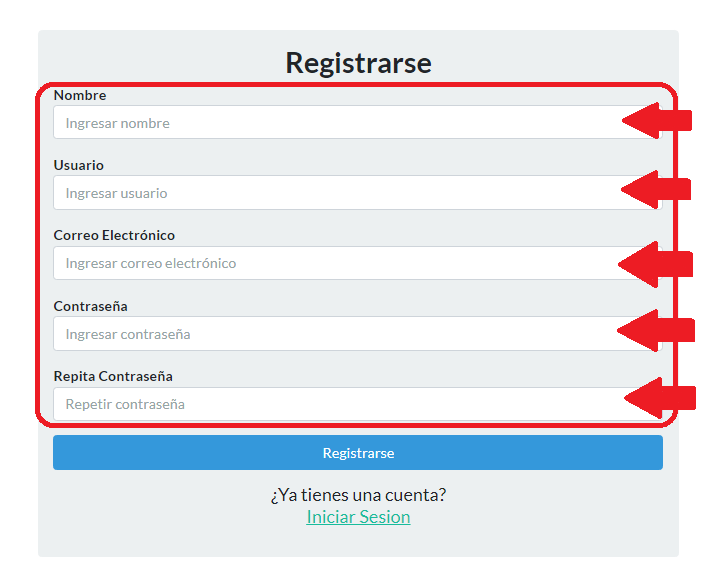 Registrarse
Nombre
Ingresar nombre
Usuario
Ingresar usuario
Correo Electrónico
Ingresar correo electrónico
Contraseña
Ingresar contraseña
Repita Contraseña
Repetir contraseña
Registrarse
¿Ya tienes una cuenta?
Iniciar Sesion